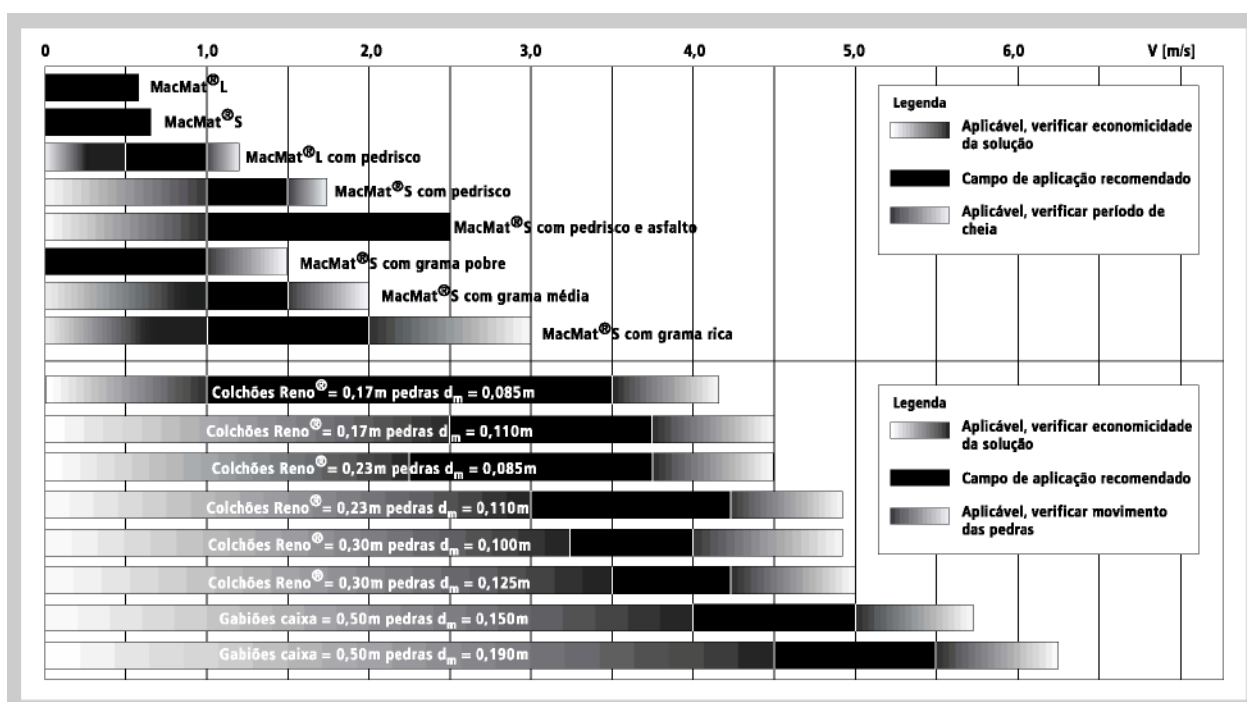 0 1,0 2,0 3,0 4,0 5,0 6,0 V [m/s]
MacMat®L
MacMat®S
MacMat®L com pedrisco
MacMat®S com pedrisco
MacMat®S com pedrisco e asfalto
MacMat®S com grama pobre
MacMat®S com grama média
MacMat®S com grama rica
Legenda
Aplicável, verificar economicidade
da solução
Campo de aplicação recomendado
Aplicável, verificar período de
cheia
Colchões Reno®= 0,17m pedras dm = 0,085m
Colchões Reno®= 0,17m pedras dm = 0,110m
Colchões Reno®= 0,23m pedras dm = 0,085m
Colchões Reno®= 0,23m pedras dm = 0,110m
Colchões Reno®= 0,30m pedras dm = 0,100m
Colchões Reno®= 0,30m pedras dm = 0,125m
Gabiões caixa = 0,50m pedras dm = 0,150m
Gabiões caixa = 0,50m pedras dm = 0,190m
Legenda
Aplicável, verificar economicidade
da solução
Campo de aplicação recomendado
Aplicável, verificar movimento
das pedras